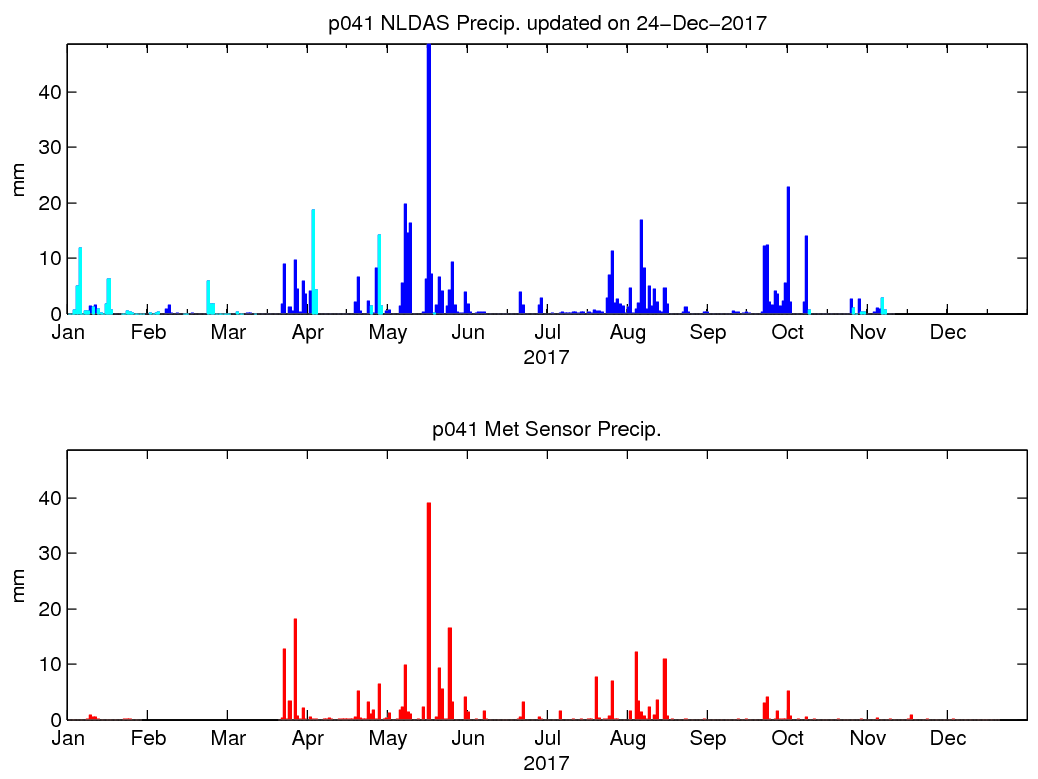 p041 NLDAS Precip. updated on 24−Dec−2017
mm
40
30
20
10
0
Jan Feb Mar Apr May Jun Jul Aug Sep Oct Nov Dec
2017
p041 Met Sensor Precip.
mm
40
30
20
10
0
Jan Feb Mar Apr May Jun Jul Aug Sep Oct Nov Dec
2017